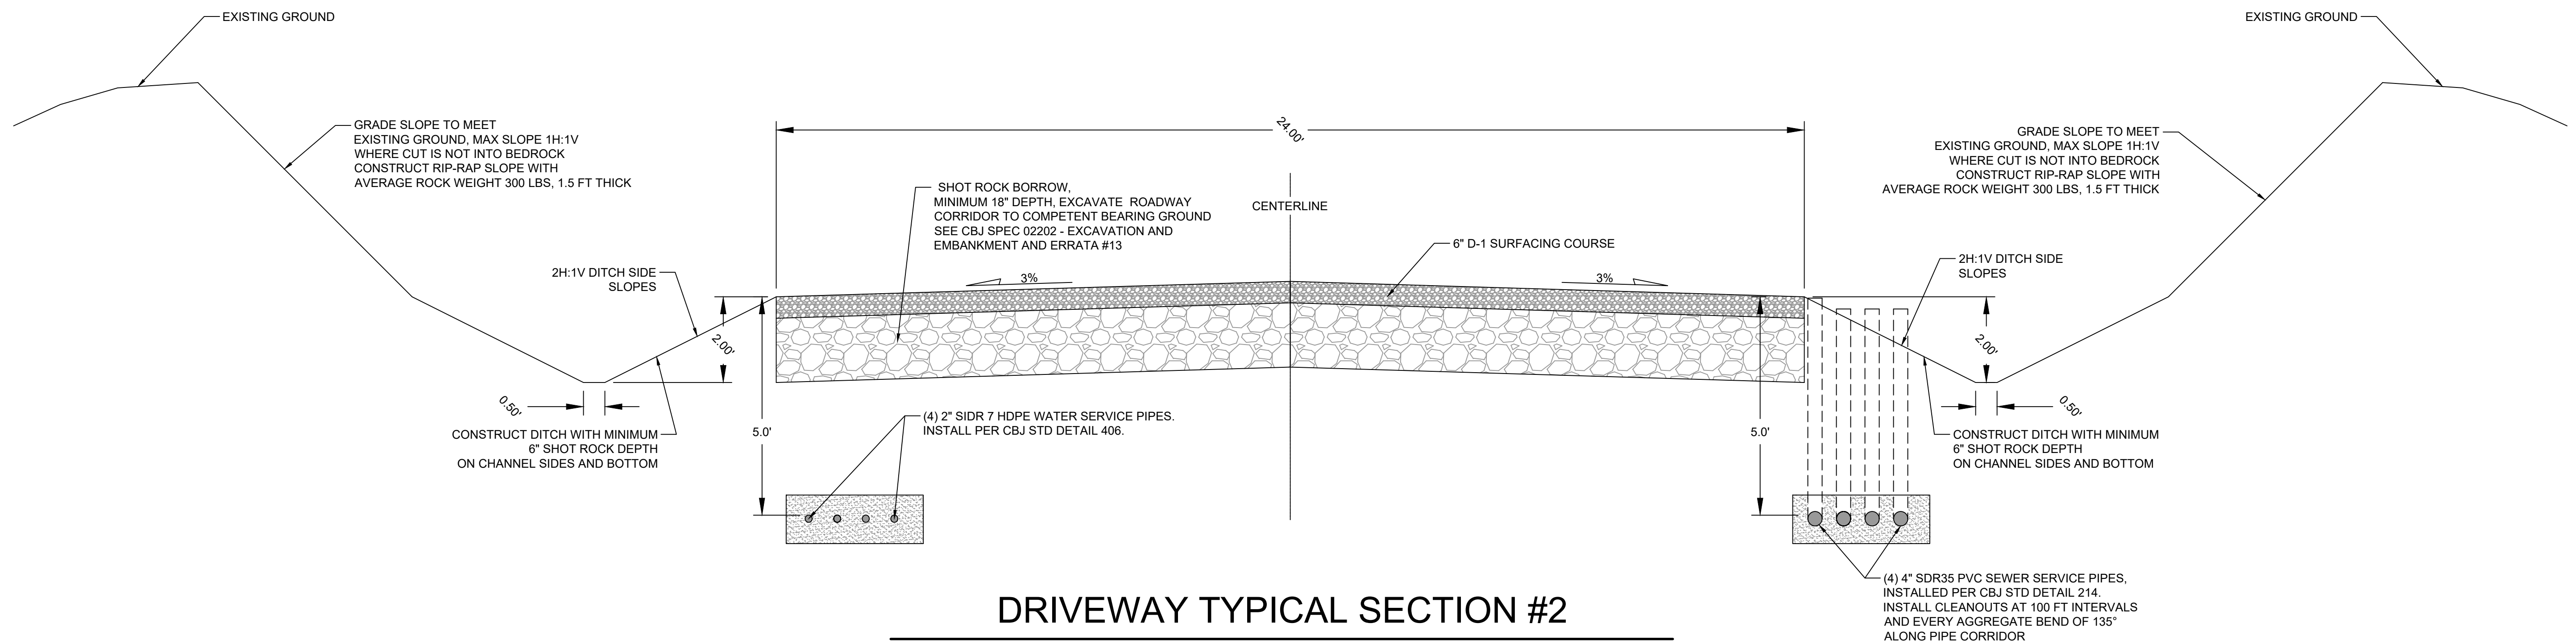 EXISTING GROUND
EXISTING GROUND
GRADE SLOPE TO MEET
EXISTING GROUND, MAX SLOPE 1H:1V
WHERE CUT IS NOT INTO BEDROCK
CONSTRUCT RIP-RAP SLOPE WITH
AVERAGE ROCK WEIGHT 300 LBS, 1.5 FT THICK
24.00'
GRADE SLOPE TO MEET
EXISTING GROUND, MAX SLOPE 1H:1V
WHERE CUT IS NOT INTO BEDROCK
CONSTRUCT RIP-RAP SLOPE WITH
AVERAGE ROCK WEIGHT 300 LBS, 1.5 FT THICK
SHOT ROCK BORROW,
MINIMUM 18" DEPTH, EXCAVATE ROADWAY
CORRIDOR TO COMPETENT BEARING GROUND
SEE CBJ SPEC 02202 - EXCAVATION AND
EMBANKMENT AND ERRATA #13
CENTERLINE
6" D-1 SURFACING COURSE
2H:1V DITCH SIDE
SLOPES
3%
3%
2H:1V DITCH SIDE
SLOPES
2.00'
2.00'
0.50'
0.50'
CONSTRUCT DITCH WITH MINIMUM
6" SHOT ROCK DEPTH
ON CHANNEL SIDES AND BOTTOM
5.0'
(4) 2" SIDR 7 HDPE WATER SERVICE PIPES.
INSTALL PER CBJ STD DETAIL 406.
5.0'
CONSTRUCT DITCH WITH MINIMUM
6" SHOT ROCK DEPTH
ON CHANNEL SIDES AND BOTTOM
(4) 4" SDR35 PVC SEWER SERVICE PIPES,
INSTALLED PER CBJ STD DETAIL 214.
INSTALL CLEANOUTS AT 100 FT INTERVALS
AND EVERY AGGREGATE BEND OF 135°
ALONG PIPE CORRIDOR
DRIVEWAY TYPICAL SECTION #2